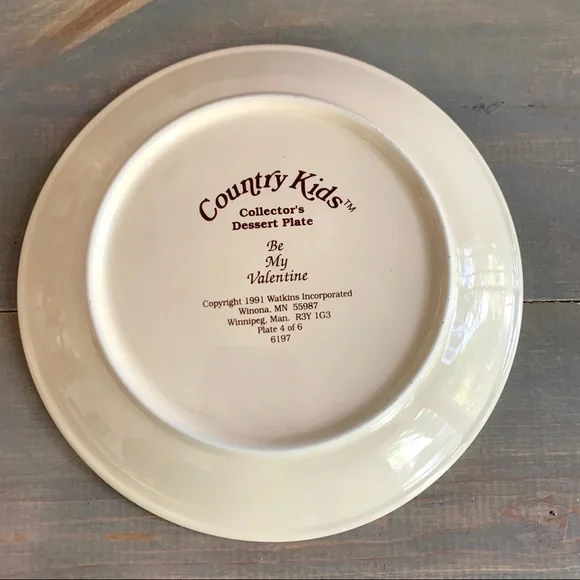 Country Kids™
Collector's
Dessert Plate
Be
My
Valentine
Copyright 1991 Watkins Incorporated
Winona, MN 55987
Winnipeg, Man. R3Y 1G3
Plate 4 of 6
6197